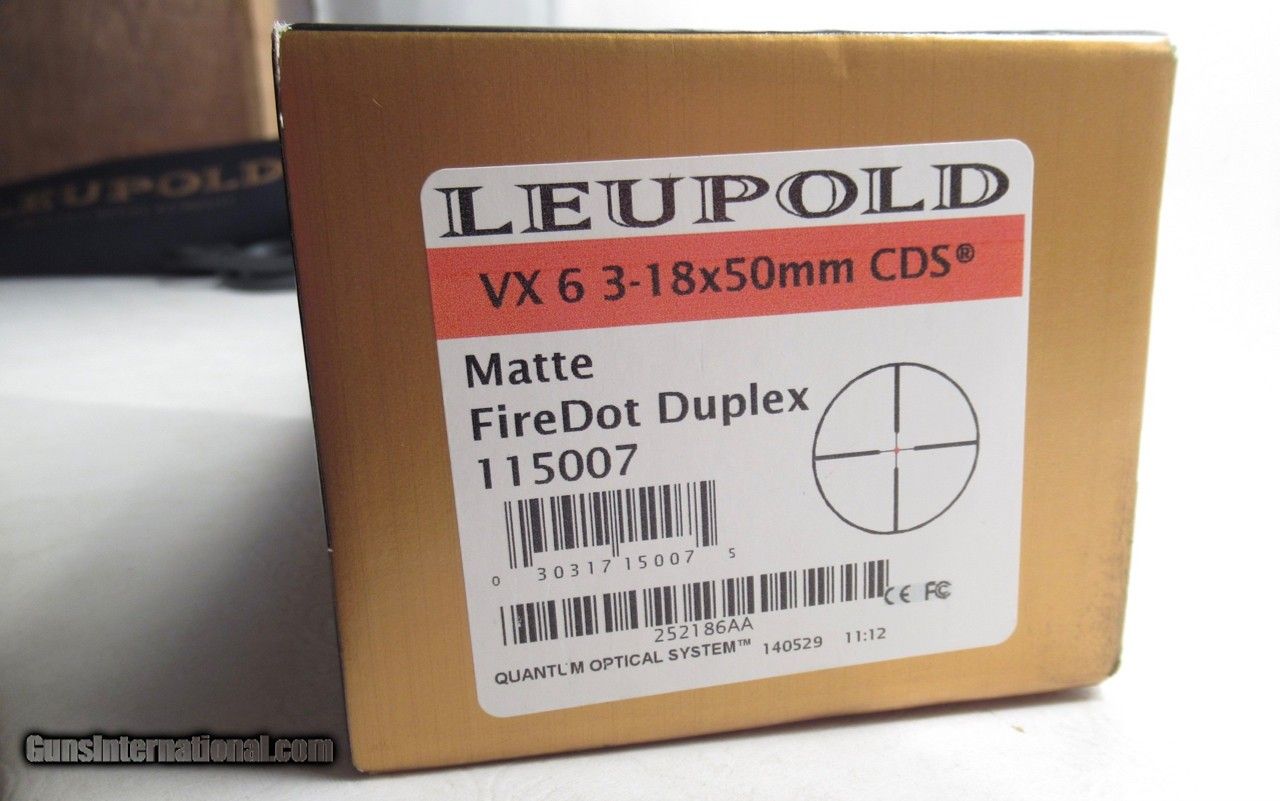 LEUPOLD
LEUPOLD
VX 6 3-18x50mm CDS®
Matte
FireDot Duplex
115007
0 30317 15007 5
252186AA
CE FC
QUANTUM OPTICAL SYSTEM™ 140529 11:12
GunsInternational.com